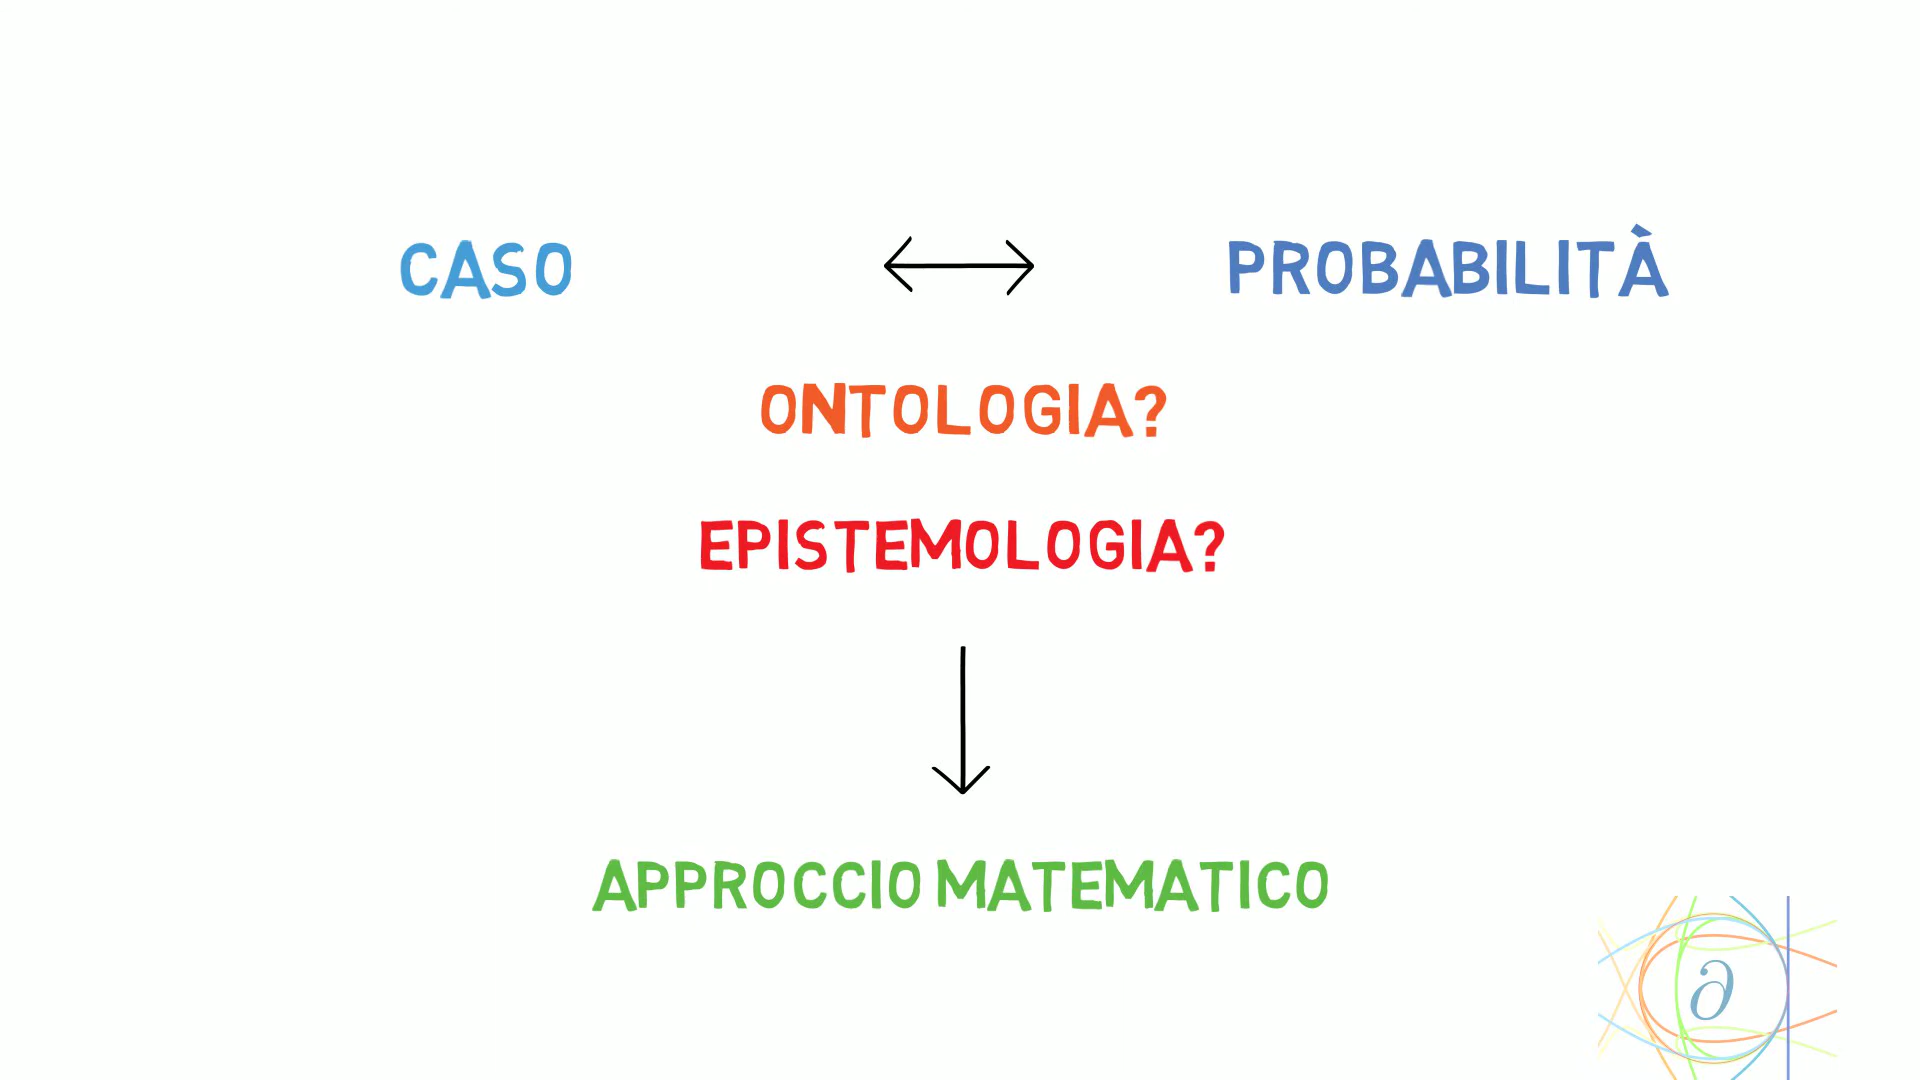 CASO PROBABILITÀ
ONTOLOGIA?
EPISTEMOLOGIA?
APPROCCIO MATEMATICO
∂